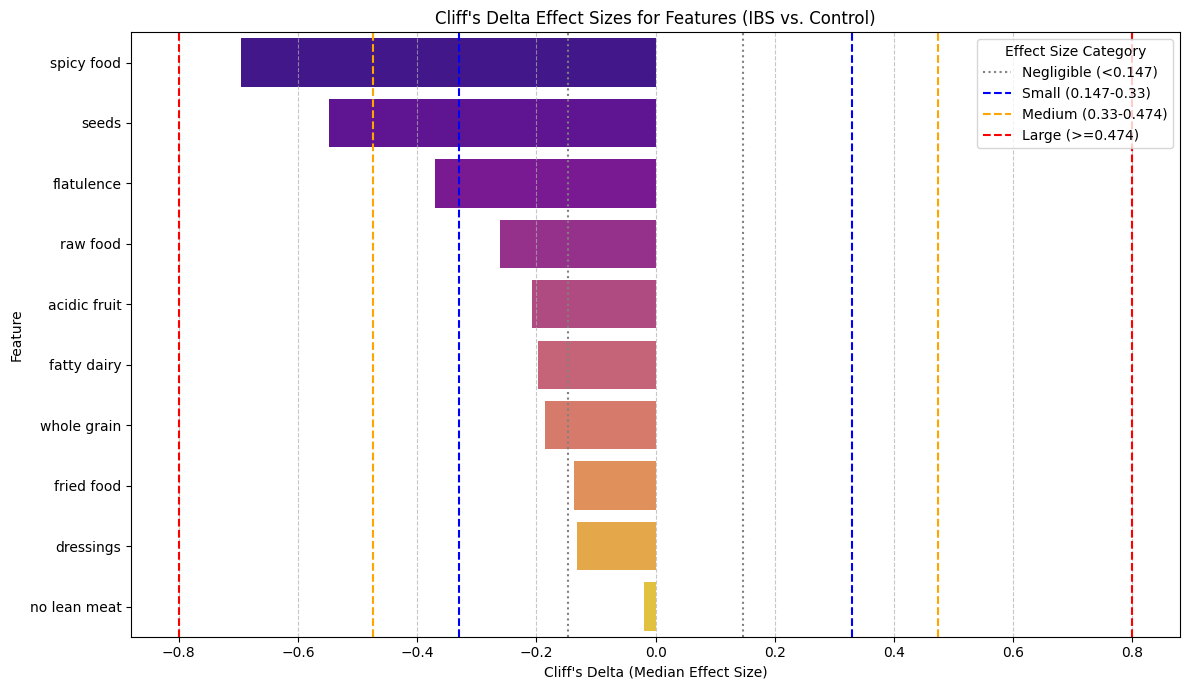 Cliff's Delta Effect Sizes for Features (IBS vs. Control)
Effect Size Category
Negligible (<0.147)
Small (0.147-0.33)
Medium (0.33-0.474)
Large (>=0.474)
Feature
spicy food
seeds
flatulence
raw food
acidic fruit
fatty dairy
whole grain
fried food
dressings
no lean meat
−0.8 −0.6 −0.4 −0.2 0.0 0.2 0.4 0.6 0.8
Cliff's Delta (Median Effect Size)